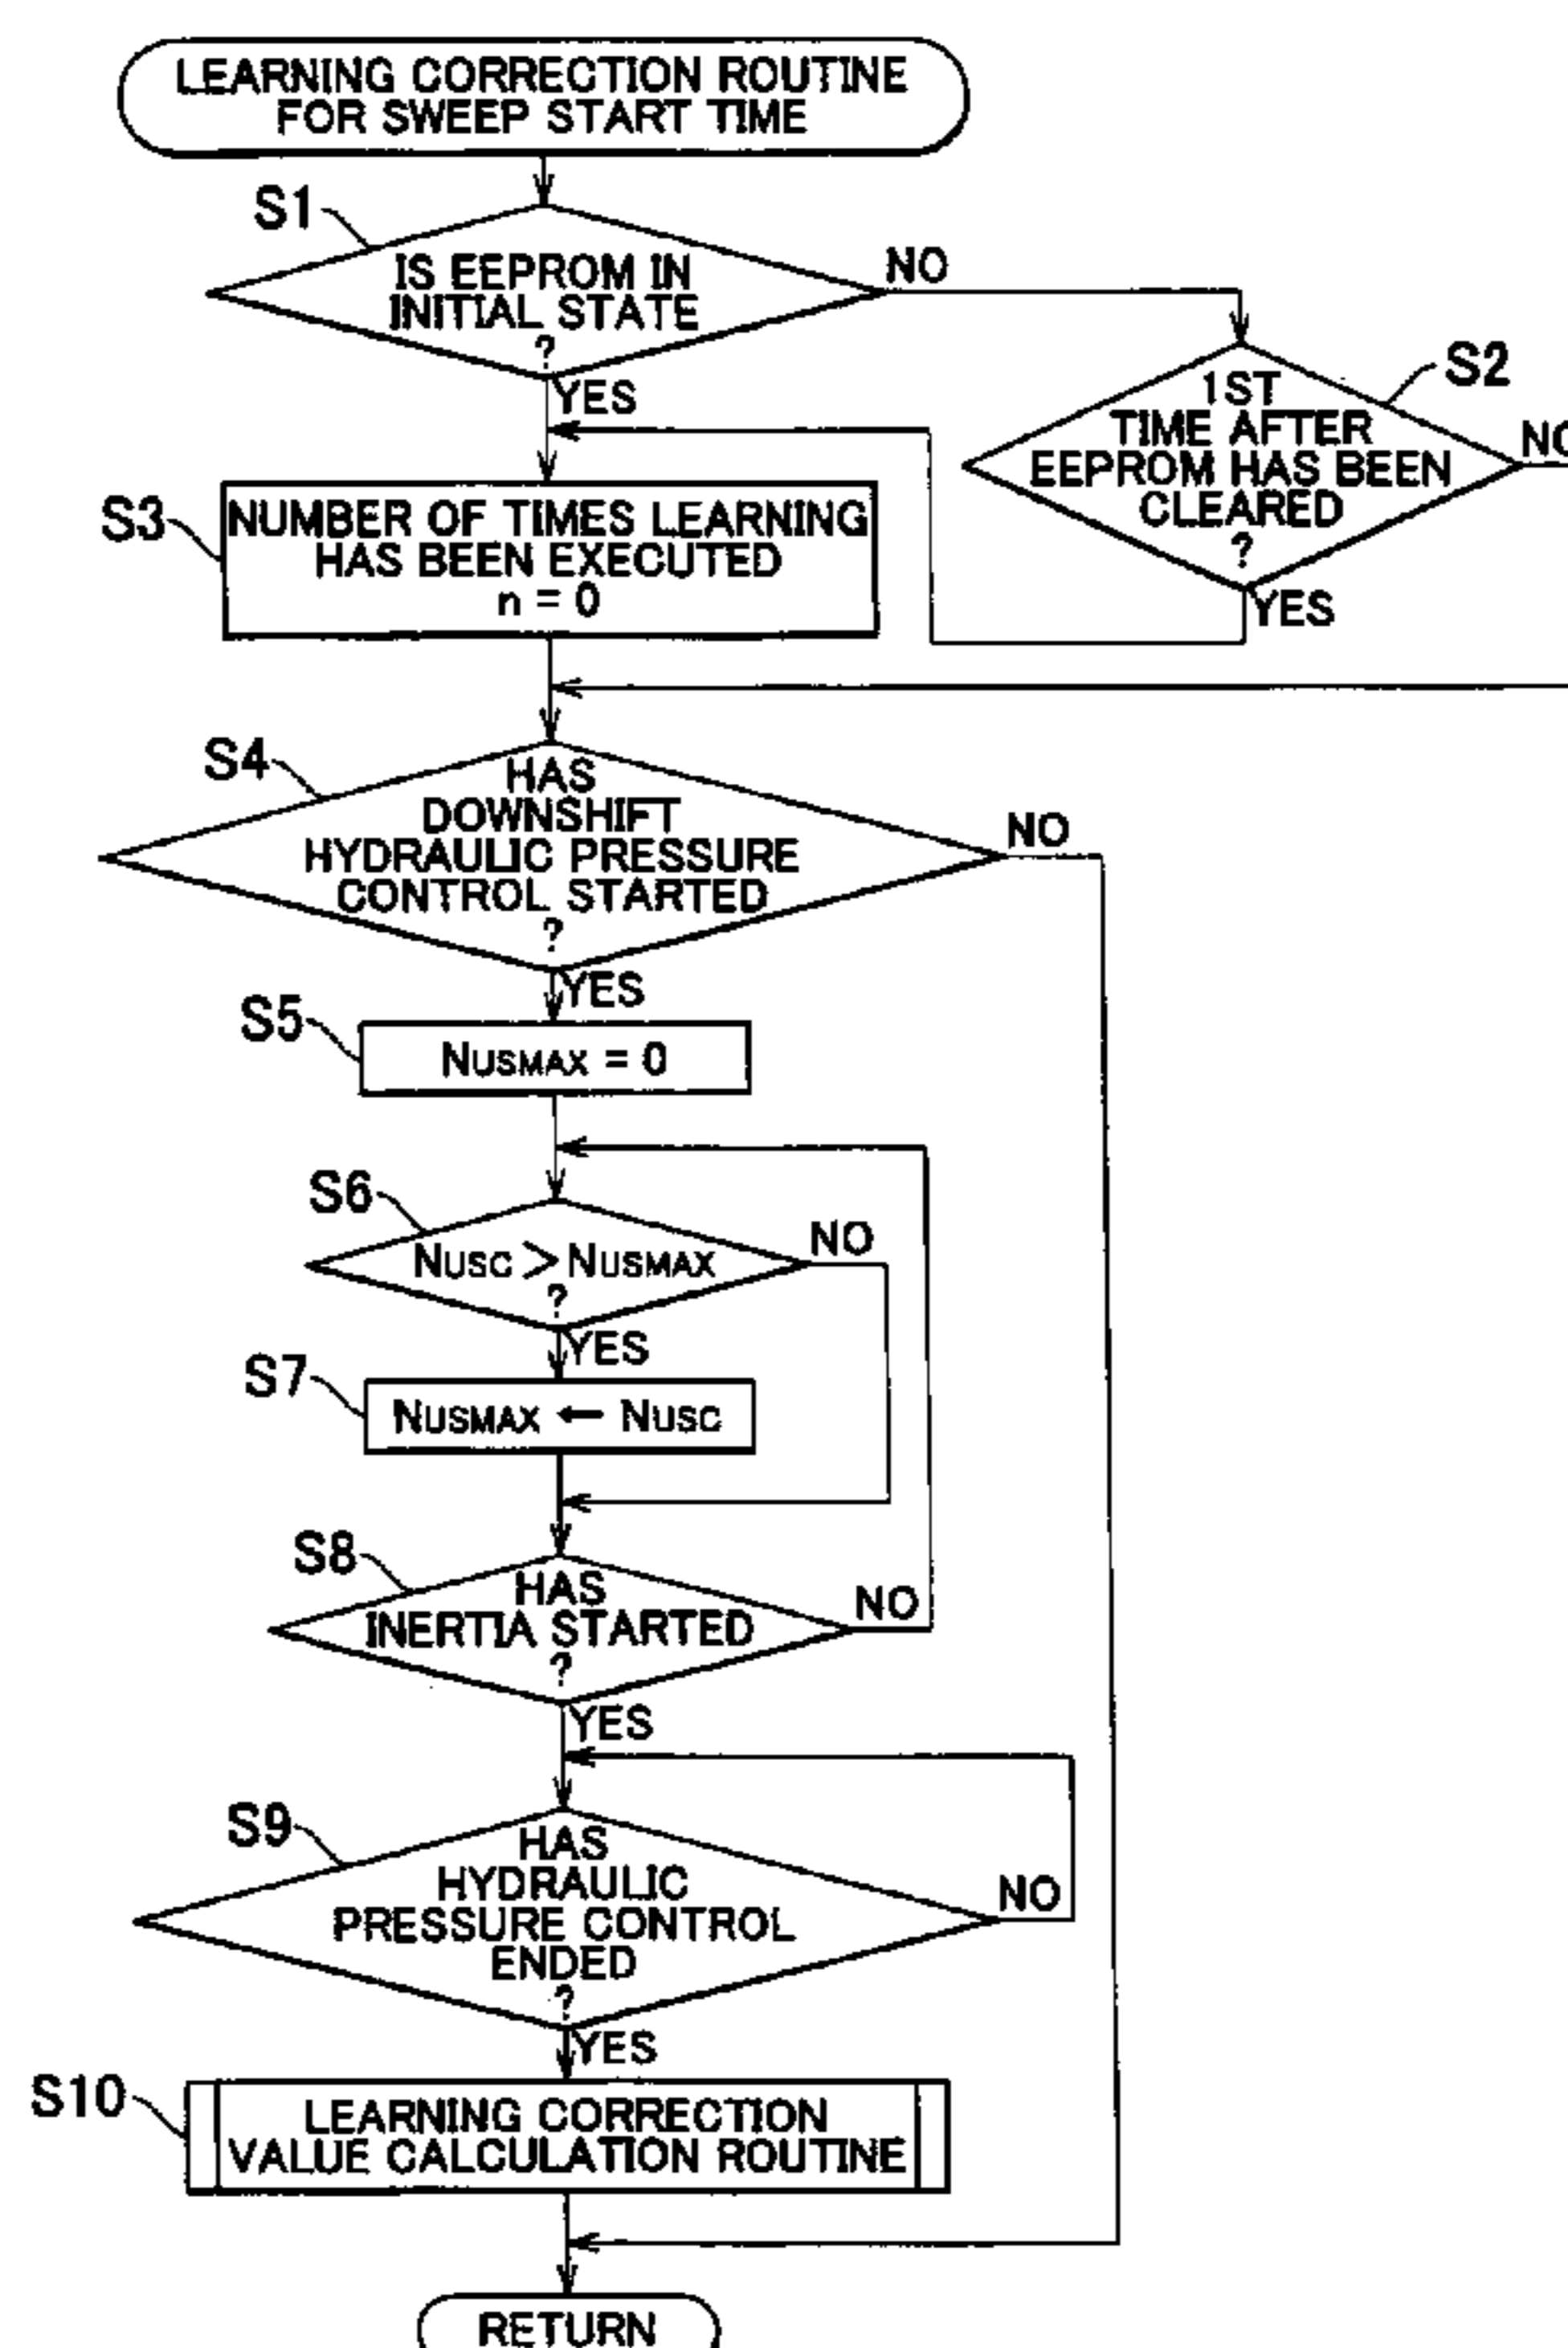 LEARNING CORRECTION ROUTINE
FOR SWEEP START TIME
S1
IS EEPROM IN
INITIAL STATE
?
NO
YES
S2
1ST
TIME AFTER
EEPROM HAS BEEN
CLEARED
?
NO
YES
S3
NUMBER OF TIMES LEARNING
HAS BEEN EXECUTED
n = 0
S4
HAS
DOWNSHIFT
HYDRAULIC PRESSURE
CONTROL STARTED
?
NO
YES
S5
NUSMAX = 0
S6
NUSC > NUSMAX
?
NO
YES
S7
NUSMAX ← NUSC
S8
HAS
INERTIA STARTED
?
NO
YES
S9
HAS
HYDRAULIC
PRESSURE CONTROL
ENDED
?
NO
YES
S10
LEARNING CORRECTION
VALUE CALCULATION ROUTINE
RETURN